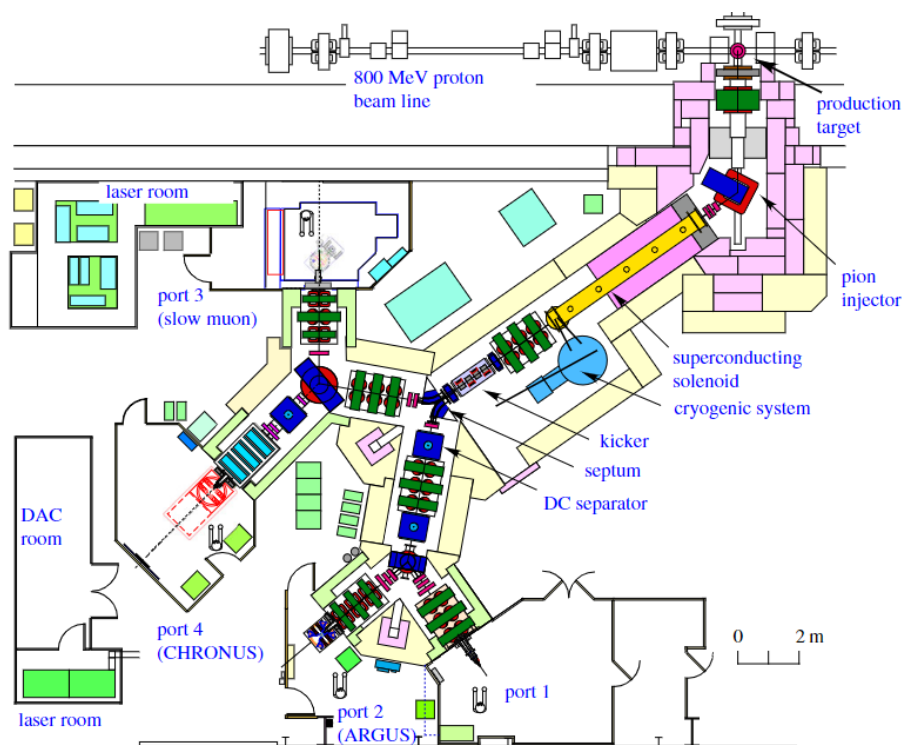 800 MeV proton
beam line
production
target
laser room
pion
injector
port 3
(slow muon)
superconducting
solenoid
cryogenic system
kicker
septum
DC separator
DAC
room
port 4
(CHRONUS)
0 2 m
port 1
laser room
port 2
(ARGUS)